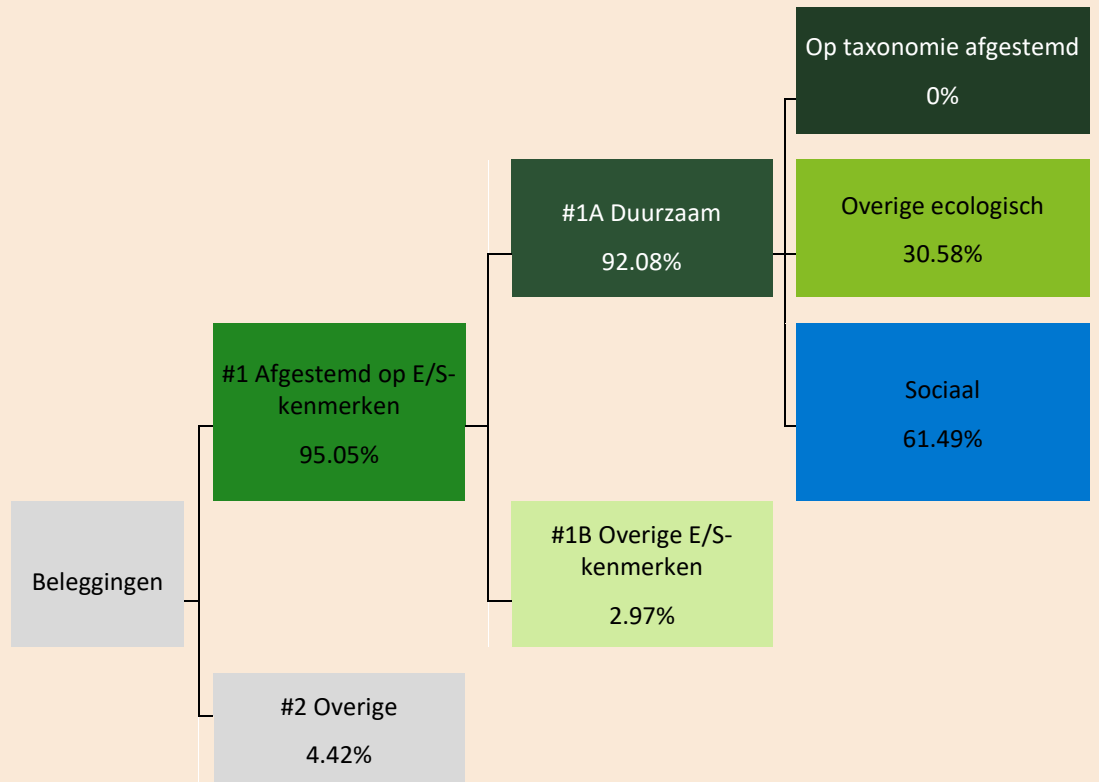 Op taxonomie afgestemd
0%
#1A Duurzaam
92.08%
Overige ecologisch
30.58%
#1 Afgestemd op E/S-
kenmerken
95.05%
Sociaal
61.49%
Beleggingen
#1B Overige E/S-
kenmerken
2.97%
#2 Overige
4.42%